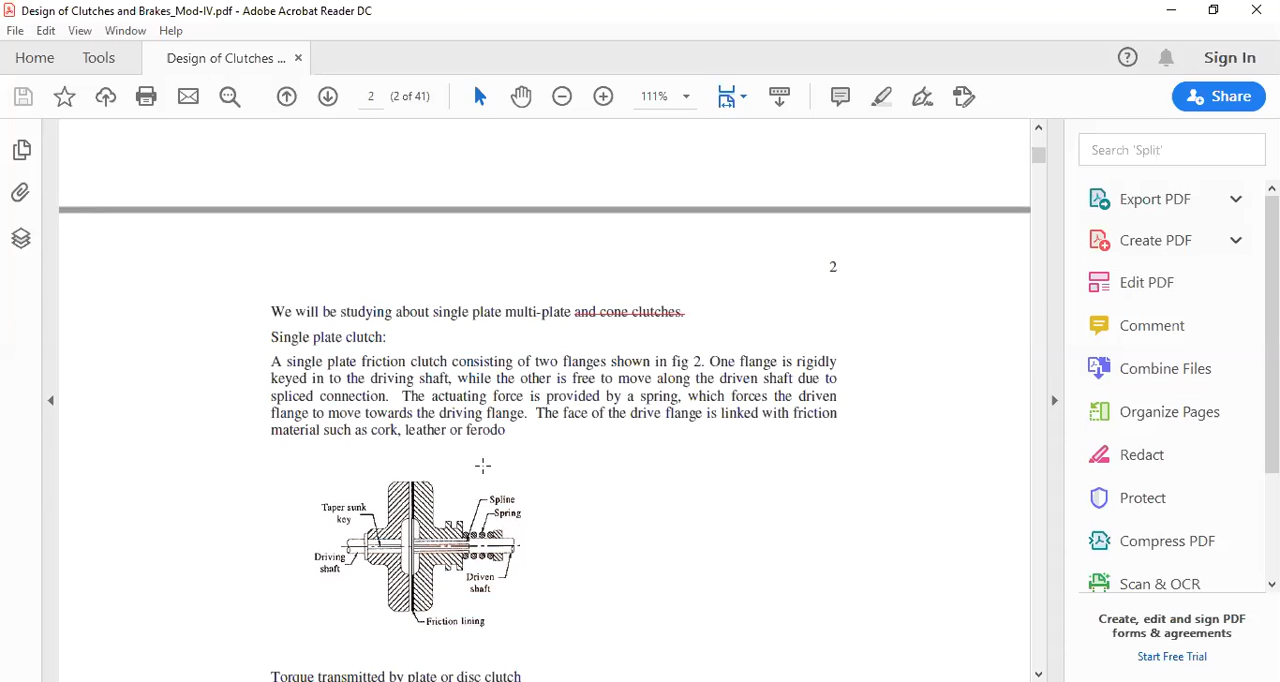 Design of Clutches and Brakes_Mod-IV.pdf - Adobe Acrobat Reader DC
File Edit View Window Help
Home Tools Design of Clutches ... × Sign In
2 (2 of 41) 111% Share
Search 'Split'
Export PDF
Create PDF
Edit PDF
Comment
Combine Files
Organize Pages
Redact
Protect
Compress PDF
Scan & OCR
Create, edit and sign PDF
forms & agreements
Start Free Trial
2
We will be studying about single plate multi-plate and cone clutches.
Single plate clutch:
A single plate friction clutch consisting of two flanges shown in fig 2. One flange is rigidly
keyed in to the driving shaft, while the other is free to move along the driven shaft due to
spliced connection. The actuating force is provided by a spring, which forces the driven
flange to move towards the driving flange. The face of the drive flange is linked with friction
material such as cork, leather or ferodo
Taper sunk
key
Driving
shaft
Spline
Spring
Driven
shaft
Friction lining
Torque transmitted by plate or disc clutch